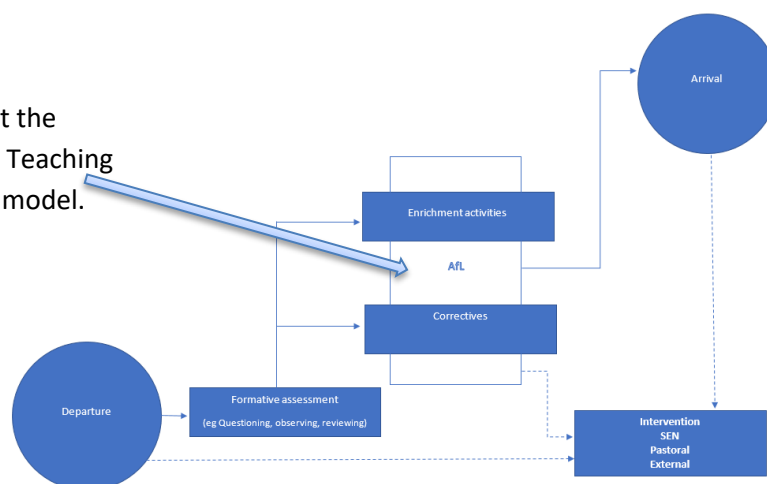 t the
Teaching
model.
Arrival
Enrichment activities
AfL
Correctives
Departure
Formative assessment
(eg Questioning, observing, reviewing)
Intervention
SEN
Pastoral
External